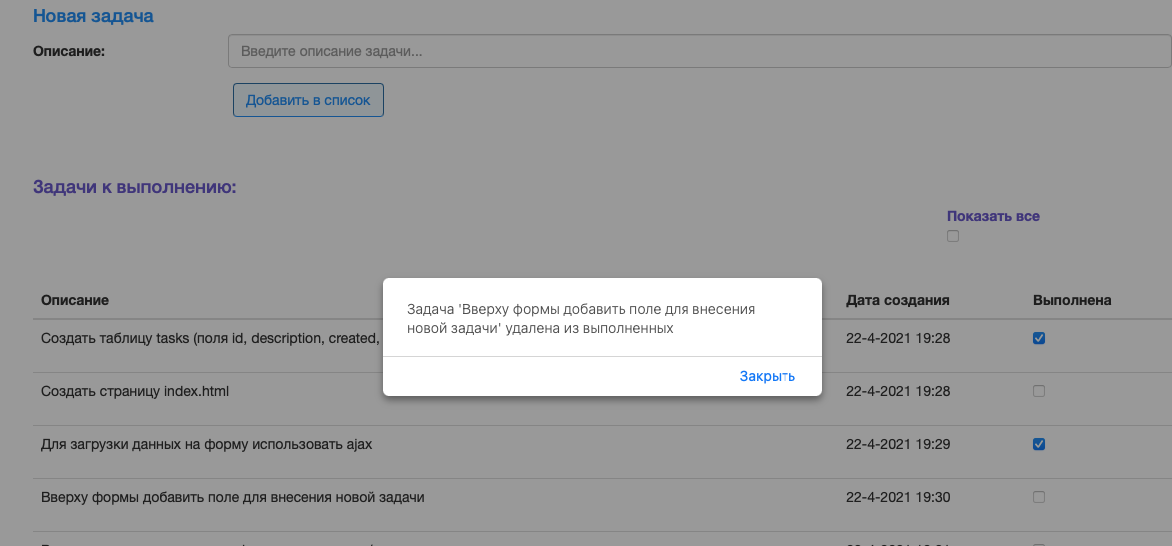 Новая задача
Описание:
Введите описание задачи...
Добавить в список
Задачи к выполнению:
Показать все
Задача 'Вверху формы добавить поле для внесения
новой задачи' удалена из выполненных
Закрыть
Описание Дата создания Выполнена
Создать таблицу tasks (поля id, description, created, 22-4-2021 19:28
Создать страницу index.html 22-4-2021 19:28
Для загрузки данных на форму использовать ajax 22-4-2021 19:29
Вверху формы добавить поле для внесения новой задачи 22-4-2021 19:30